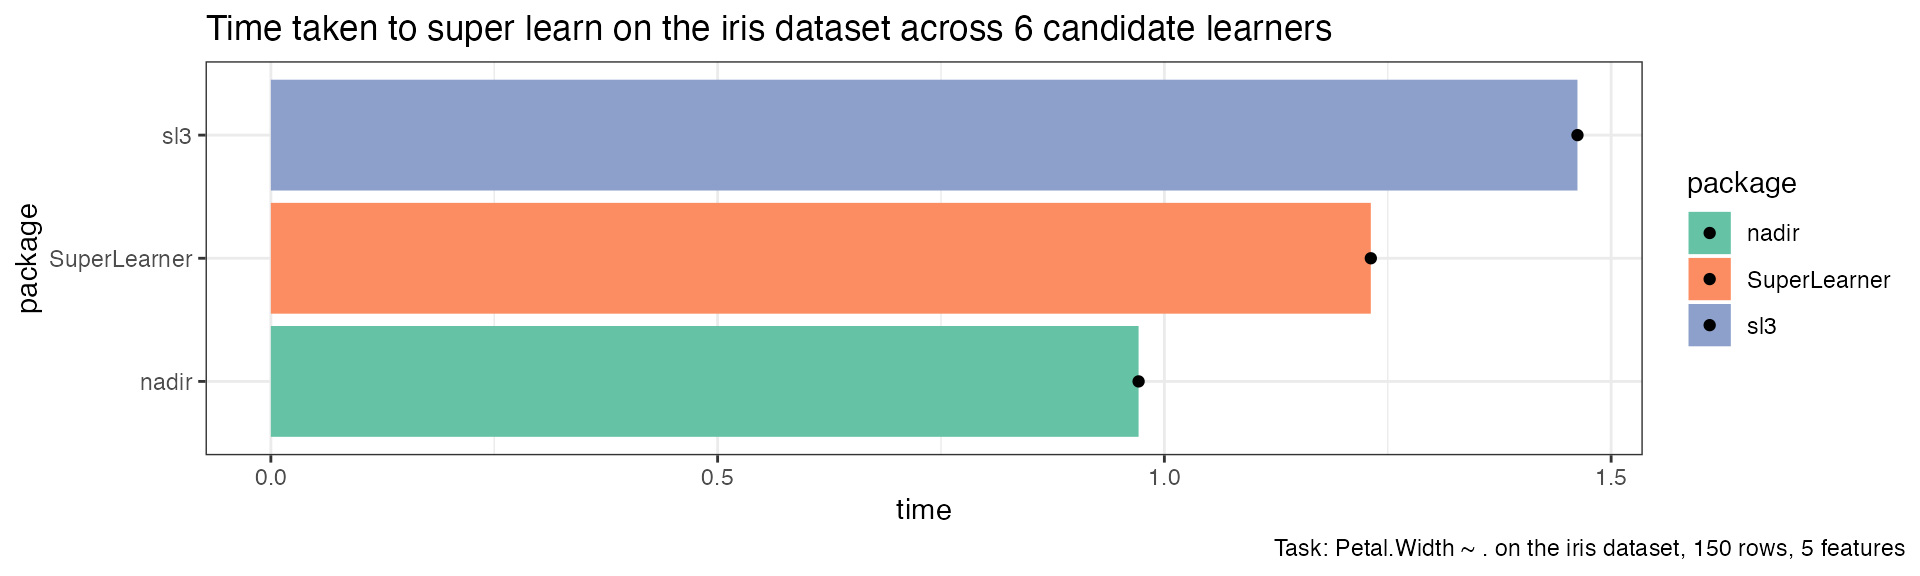 Time taken to super learn on the iris dataset across 6 candidate learners
package
sl3
SuperLearner
nadir
0.0 0.5 1.0 1.5
time
package
nadir
SuperLearner
sl3
Task: Petal.Width ~ . on the iris dataset, 150 rows, 5 features